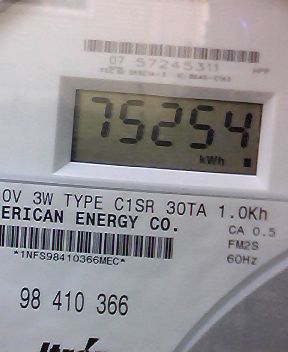 07 57245311
75254
kWh
0V 3W TYPE C1SR 30TA 1.0Kh
ERICAN ENERGY CO.
CA 0.5
FM2S
60Hz
*1NFS98410366MEC*
98 410 366
Itron